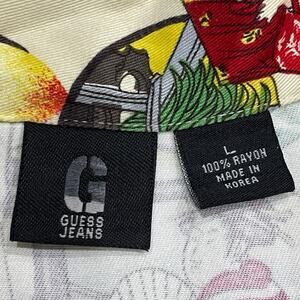 G
GUESS
JEANS
L
100% RAYON
MADE IN
KOREA